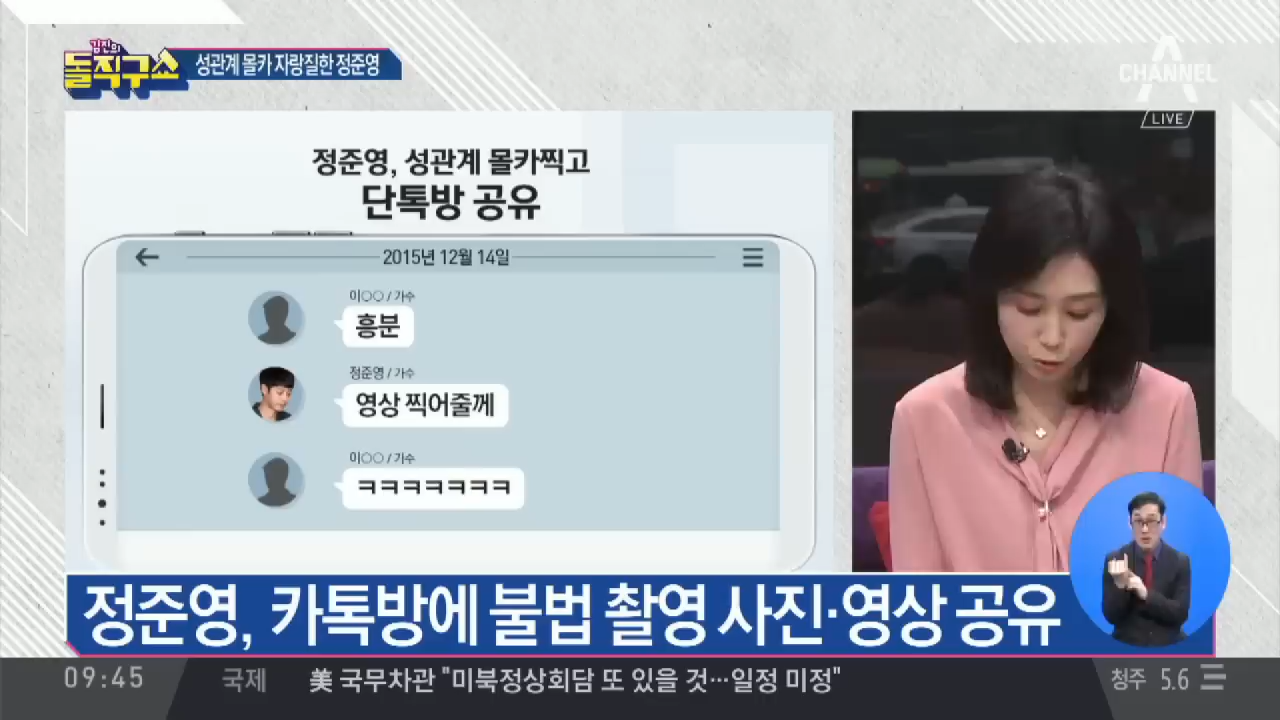 김진의
돌직구쇼
성관계 몰카 자랑질한 정준영
CHANNEL A
LIVE
정준영, 성관계 몰카찍고
단톡방 공유
2015년 12월 14일
이○○ / 가수
흥분
정준영 / 가수
영상 찍어줄께
이○○ / 가수
ㅋㅋㅋㅋㅋㅋㅋ
정준영, 카톡방에 불법 촬영 사진·영상 공유
09:45 국제 美 국무차관 "미북정상회담 또 있을 것…일정 미정" 청주 5.6